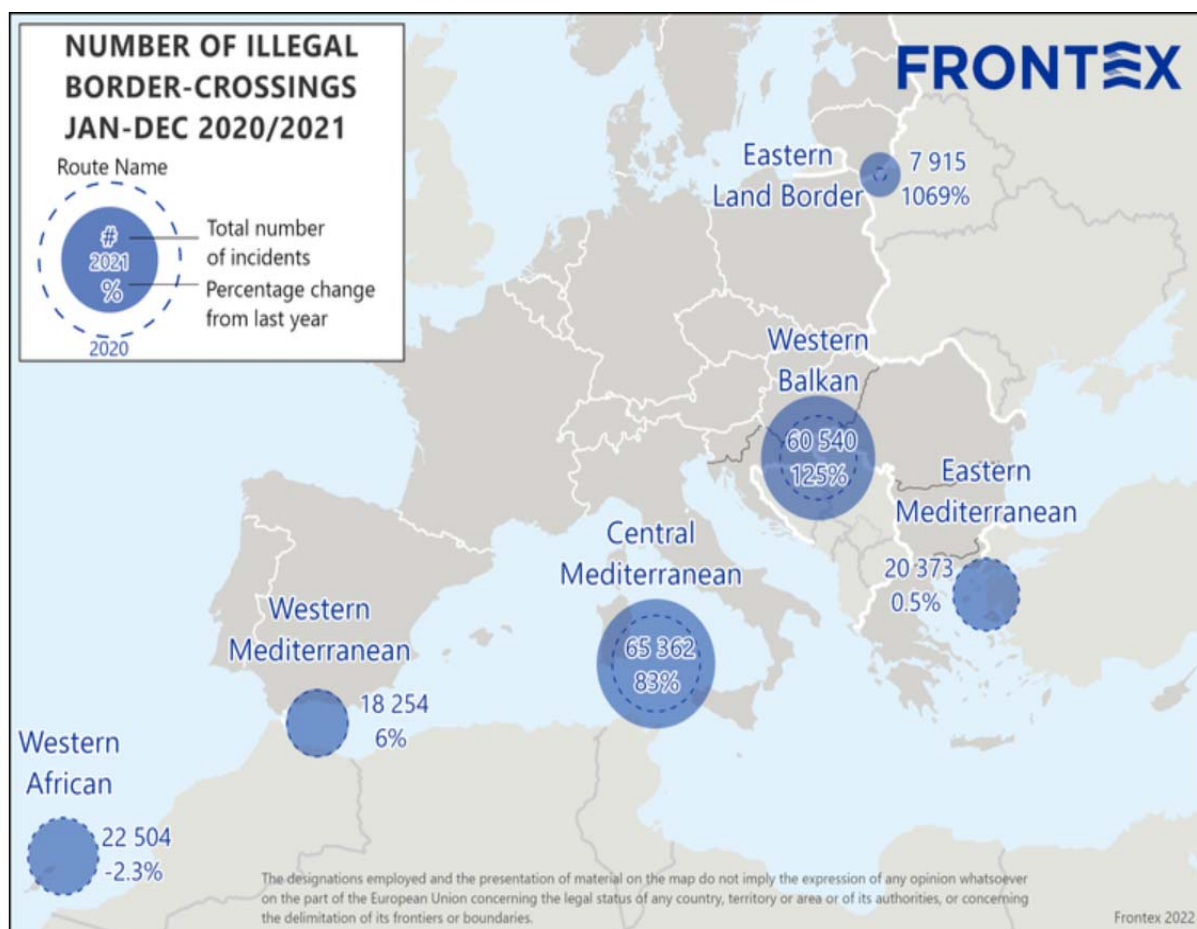 NUMBER OF ILLEGAL
BORDER-CROSSINGS
JAN-DEC 2020/2021
Route Name
#
2021
%
Total number
of incidents
Percentage change
from last year
2020
FRONTEX
Eastern
Land Border
7 915
1069%
Western
Balkan
60 540
125%
Eastern
Mediterranean
20 373
0.5%
Central
Mediterranean
65 362
83%
Western
Mediterranean
18 254
6%
Western
African
22 504
-2.3%
The designations employed and the presentation of material on the map do not imply the expression of any opinion whatsoever
on the part of the European Union concerning the legal status of any country, territory or area or of its authorities, or concerning
the delimitation of its frontiers or boundaries.
Frontex 2022